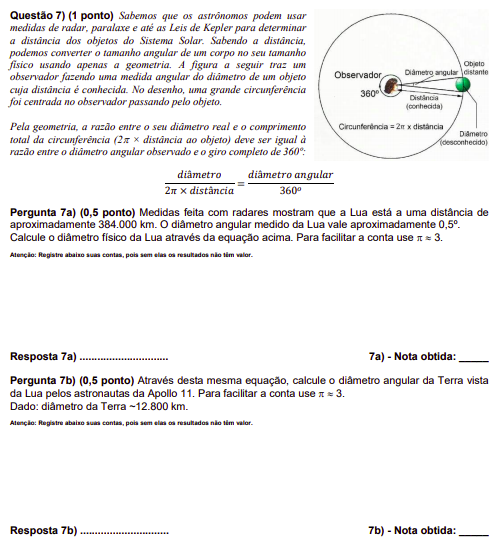 Questão 7) (1 ponto) Sabemos que os astrônomos podem usar
medidas de radar, paralaxe e até as Leis de Kepler para determinar
a distância dos objetos do Sistema Solar. Sabendo a distância,
podemos converter o tamanho angular de um corpo no seu tamanho
físico usando apenas a geometria. A figura a seguir traz um
observador fazendo uma medida angular do diâmetro de um objeto
cuja distância é conhecida. No desenho, uma grande circunferência
foi centrada no observador passando pelo objeto.
Observador
360º
Diâmetro angular
Objeto
distante
Distância
(conhecida)
Circunferência = 2π x distância
Diâmetro
(desconhecido)
Pela geometria, a razão entre o seu diâmetro real e o comprimento
total da circunferência (2π × distância ao objeto) deve ser igual à
razão entre o diâmetro angular observado e o giro completo de 360º:
diâmetro / 2π × distância = diâmetro angular / 360º
Pergunta 7a) (0,5 ponto) Medidas feita com radares mostram que a Lua está a uma distância de
aproximadamente 384.000 km. O diâmetro angular medido da Lua vale aproximadamente 0,5º.
Calcule o diâmetro físico da Lua através da equação acima. Para facilitar a conta use π ≈ 3.
Atenção: Registre abaixo suas contas, pois sem elas os resultados não têm valor.
Resposta 7a) ..............................
7a) - Nota obtida: _____
Pergunta 7b) (0,5 ponto) Através desta mesma equação, calcule o diâmetro angular da Terra vista
da Lua pelos astronautas da Apollo 11. Para facilitar a conta use π ≈ 3.
Dado: diâmetro da Terra ~12.800 km.
Atenção: Registre abaixo suas contas, pois sem elas os resultados não têm valor.
Resposta 7b) ..............................
7b) - Nota obtida: _____